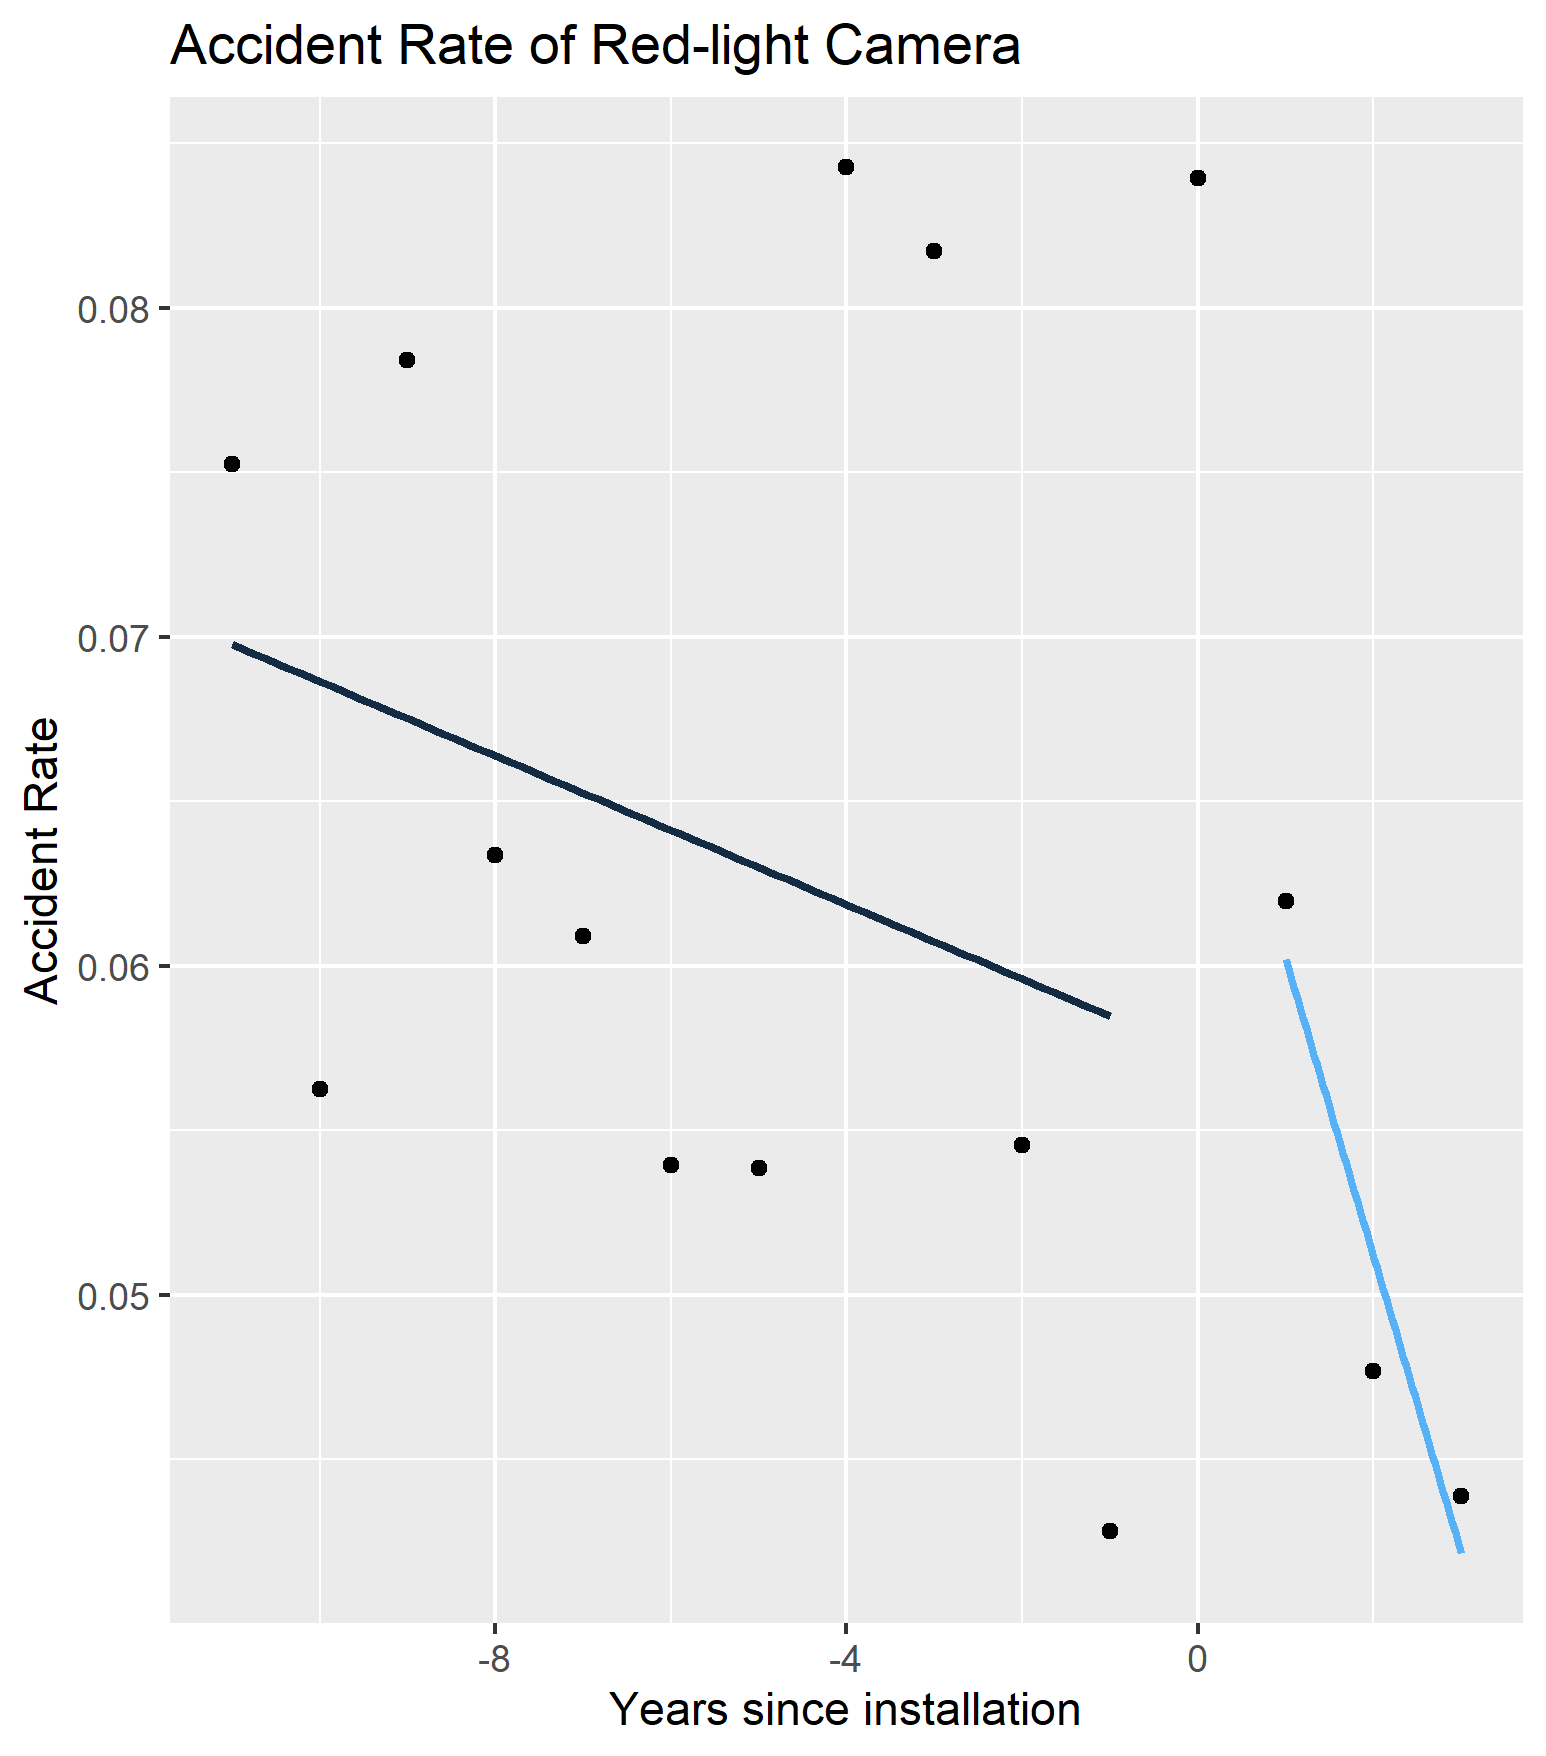 Accident Rate of Red-light Camera
0.08
0.07
0.06
0.05
Accident Rate
-8
-4
0
Years since installation